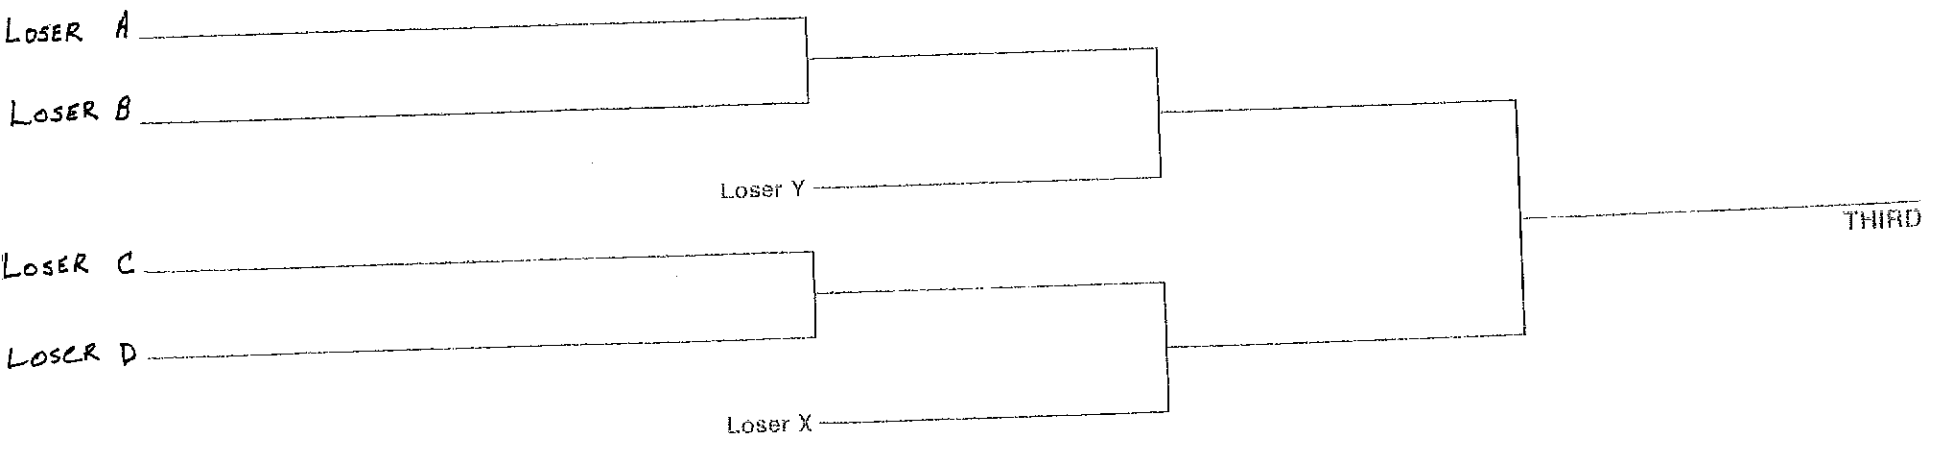 LOSER A
LOSER B
Loser Y
LOSER C
THIRD
LOSER D
Loser X